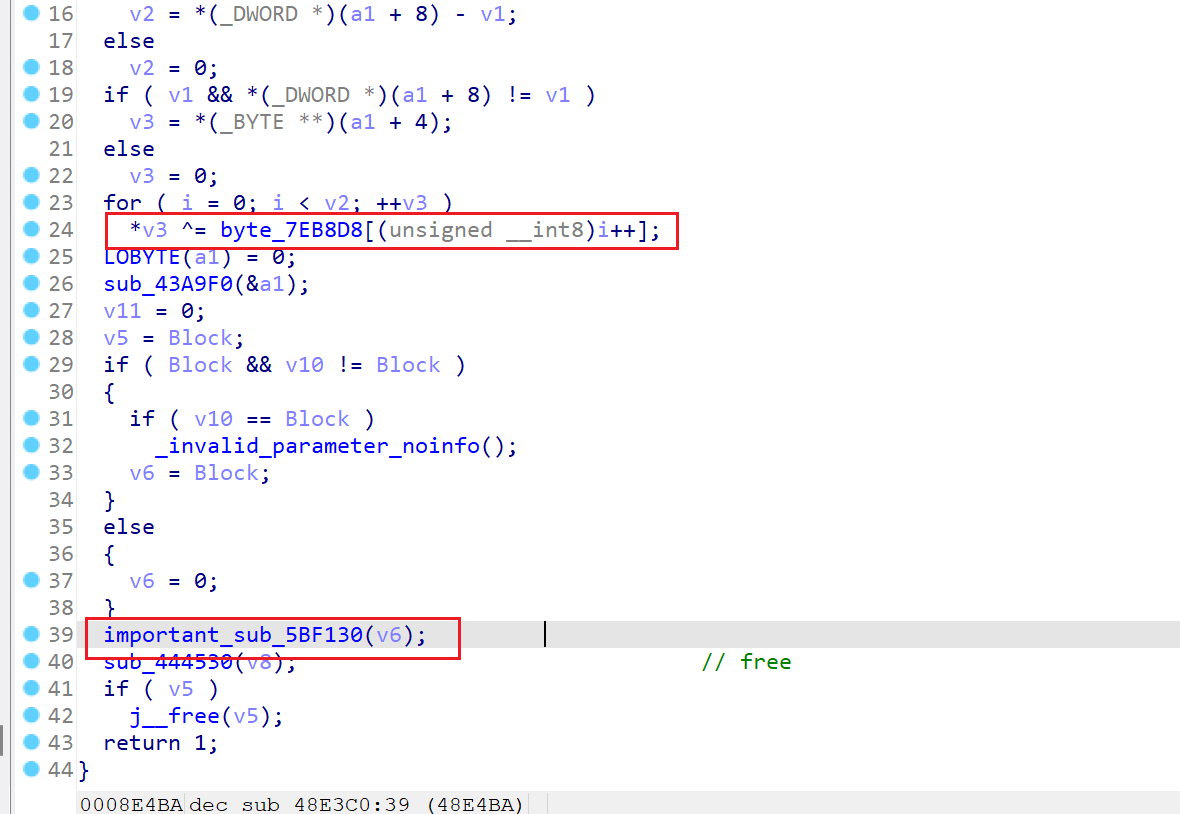 16 v2 = *(_DWORD *)(a1 + 8) - v1;
17 else
18 v2 = 0;
19 if ( v1 && *(_DWORD *)(a1 + 8) != v1 )
20 v3 = *(_BYTE **)(a1 + 4);
21 else
22 v3 = 0;
23 for ( i = 0; i < v2; ++v3 )
24 *v3 ^= byte_7EB8D8[(unsigned __int8)i++];
25 LOBYTE(a1) = 0;
26 sub_43A9F0(&a1);
27 v11 = 0;
28 v5 = Block;
29 if ( Block && v10 != Block )
30 {
31 if ( v10 == Block )
32 _invalid_parameter_noinfo();
33 v6 = Block;
34 }
35 else
36 {
37 v6 = 0;
38 }
39 important_sub_5BF130(v6);
40 sub_444530(v8); // free
41 if ( v5 )
42 j__free(v5);
43 return 1;
44 }
0008E4BA dec sub 48E3C0:39 (48E4BA)